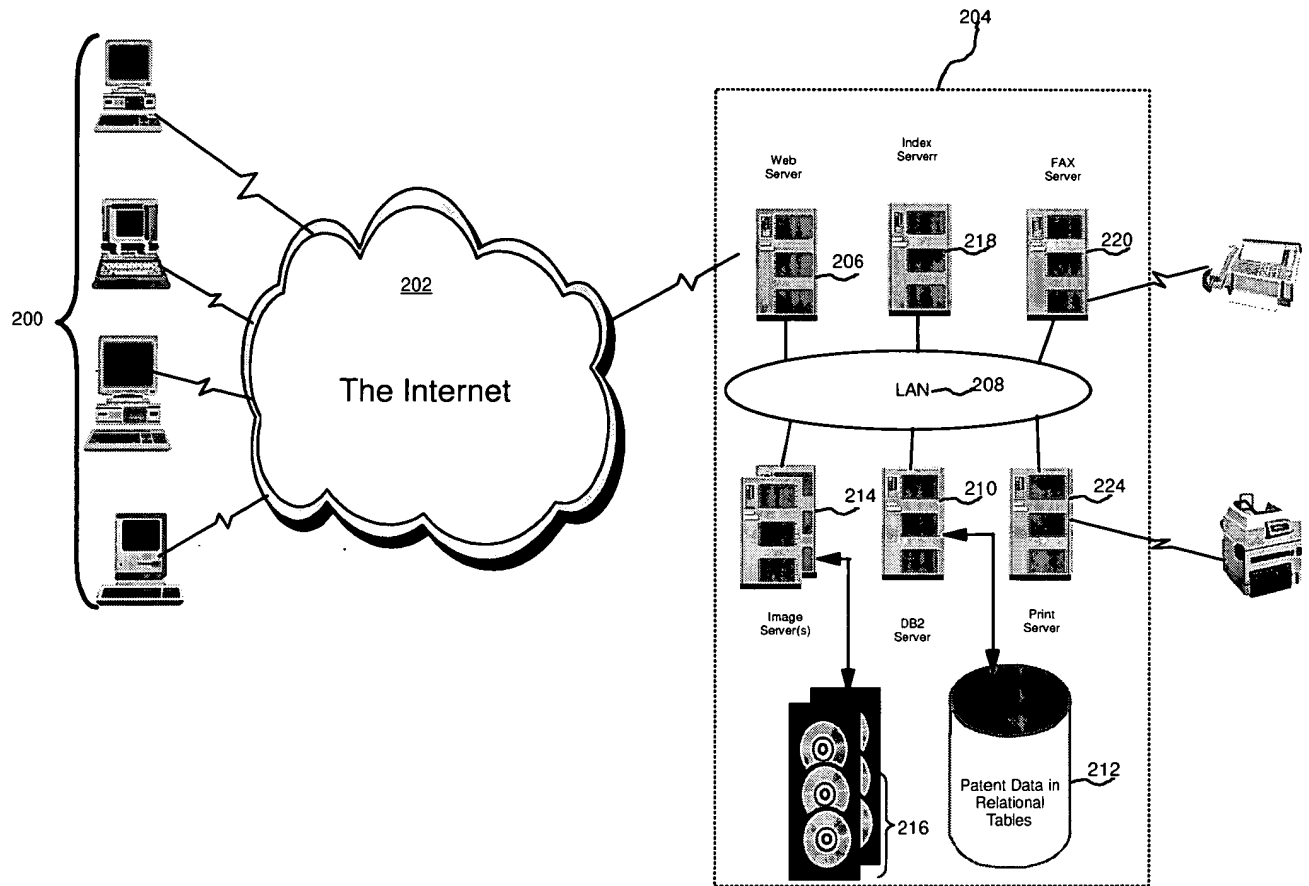 204
Web
Server
Index
Serverr
FAX
Server
206
218
220
200
202
The Internet
LAN
208
214
210
224
Image
Server(s)
DB2
Server
Print
Server
Patent Data in
Relational
Tables
212
216